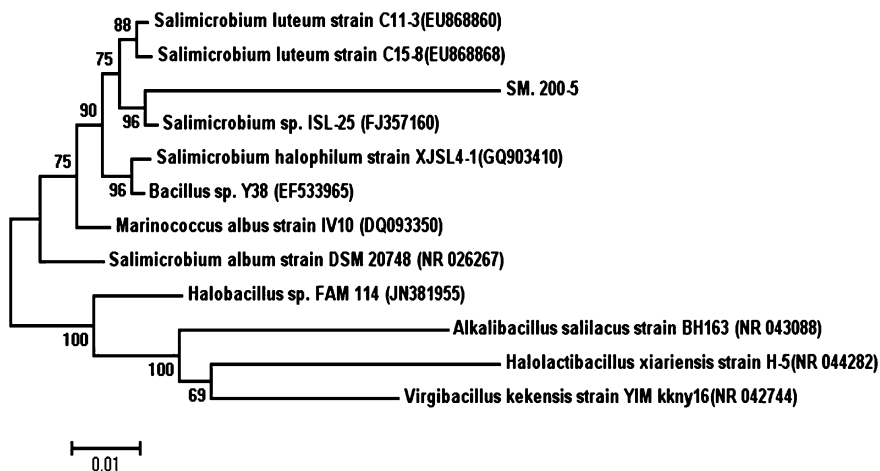 88
Salimicrobium luteum strain C11-3(EU868860)
75
Salimicrobium luteum strain C15-8(EU868868)
SM. 200-5
90
96
Salimicrobium sp. ISL-25 (FJ357160)
75
Salimicrobium halophilum strain XJSL4-1(GQ903410)
96
Bacillus sp. Y38 (EF533965)
Marinococcus albus strain IV10 (DQ093350)
Salimicrobium album strain DSM 20748 (NR 026267)
Halobacillus sp. FAM 114 (JN381955)
100
Alkalibacillus salilacus strain BH163 (NR 043088)
100
Halolactibacillus xiariensis strain H-5(NR 044282)
69
Virgibacillus kekensis strain YIM kkny16(NR 042744)
0.01